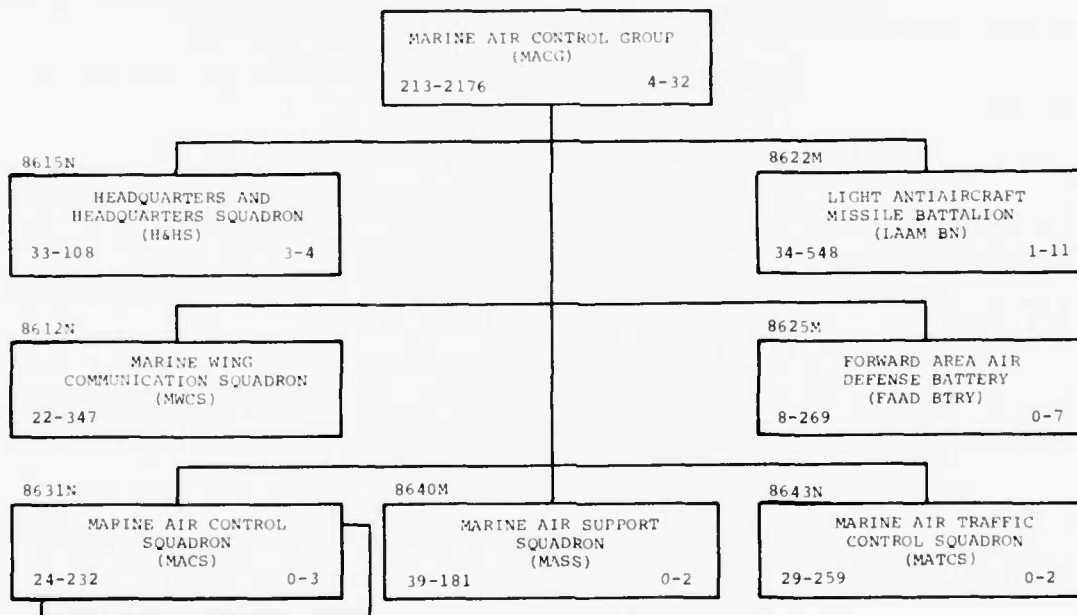 MARINE AIR CONTROL GROUP
(MACG)
213-2176 4-32
8615N
HEADQUARTERS AND
HEADQUARTERS SQUADRON
(H&HS)
33-108 3-4
8622M
LIGHT ANTIAIRCRAFT
MISSILE BATTALION
(LAAM BN)
34-548 1-11
8612N
MARINE WING
COMMUNICATION SQUADRON
(MWCS)
22-347
8625M
FORWARD AREA AIR
DEFENSE BATTERY
(FAAD BTRY)
8-269 0-7
8631N
MARINE AIR CONTROL
SQUADRON
(MACS)
24-232 0-3
8640M
MARINE AIR SUPPORT
SQUADRON
(MASS)
39-181 0-2
8643N
MARINE AIR TRAFFIC
CONTROL SQUADRON
(MATCS)
29-259 0-2